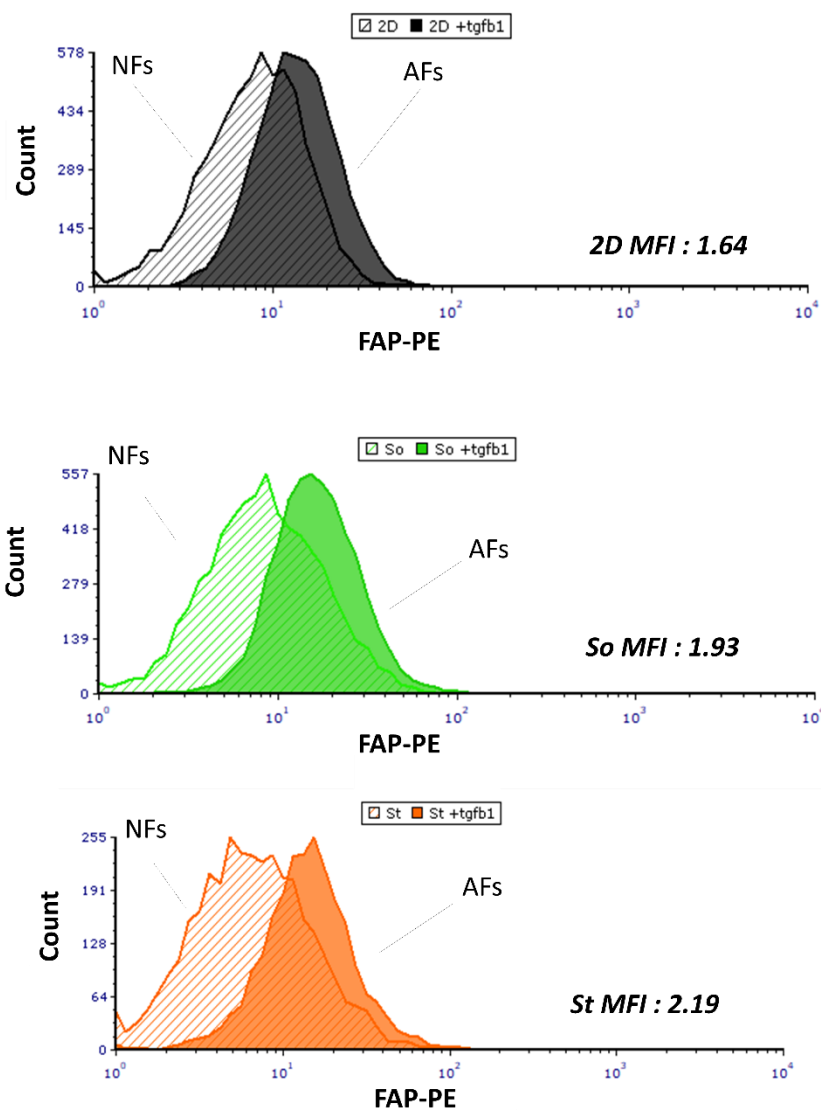 2D 2D +tgfb1
578
NFs
AFs
434
Count
289
145
2D MFI : 1.64
0
10⁰ 10¹ 10² 10³ 10⁴
FAP-PE
So So +tgfb1
NFs
557
AFs
418
Count
279
139
So MFI : 1.93
0
10⁰ 10¹ 10² 10³ 10⁴
FAP-PE
St St +tgfb1
NFs
255
AFs
191
Count
128
64
St MFI : 2.19
0
10⁰ 10¹ 10² 10³ 10⁴
FAP-PE